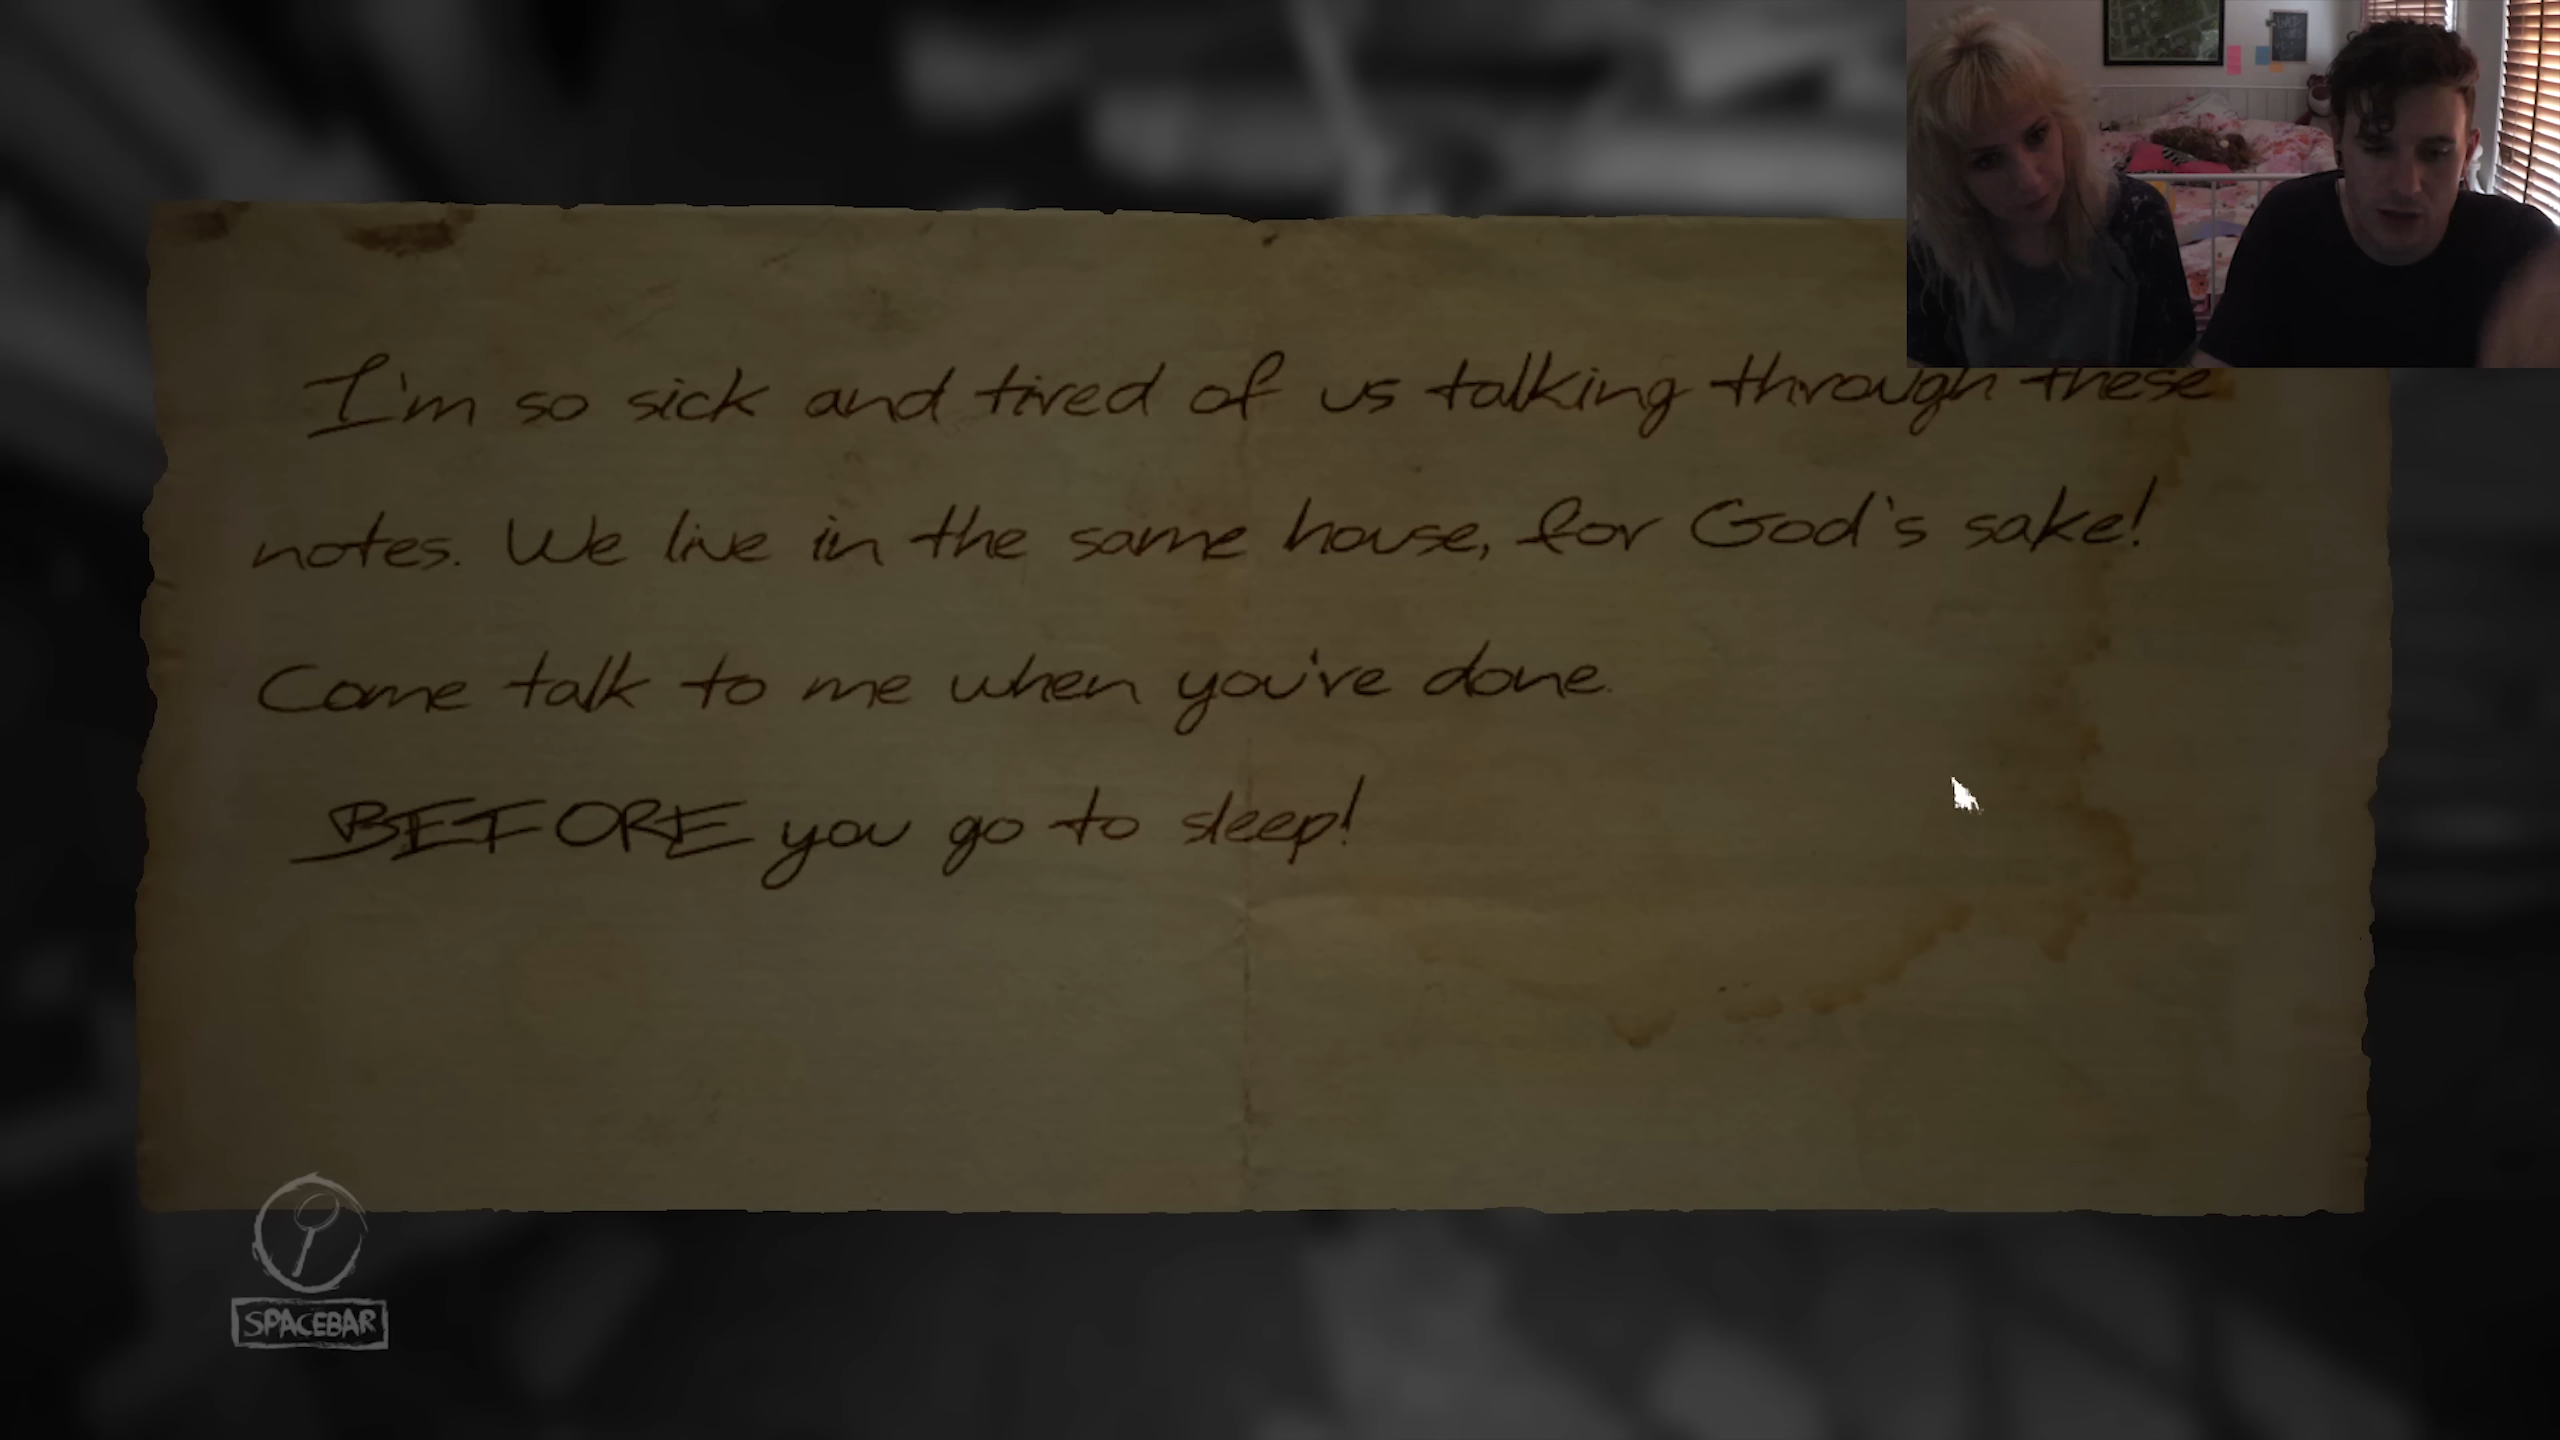 I'm so sick and tired of us talking through these
notes. We live in the same house, for God's sake!
Come talk to me when you're done.
BEFORE you go to sleep!
SPACEBAR